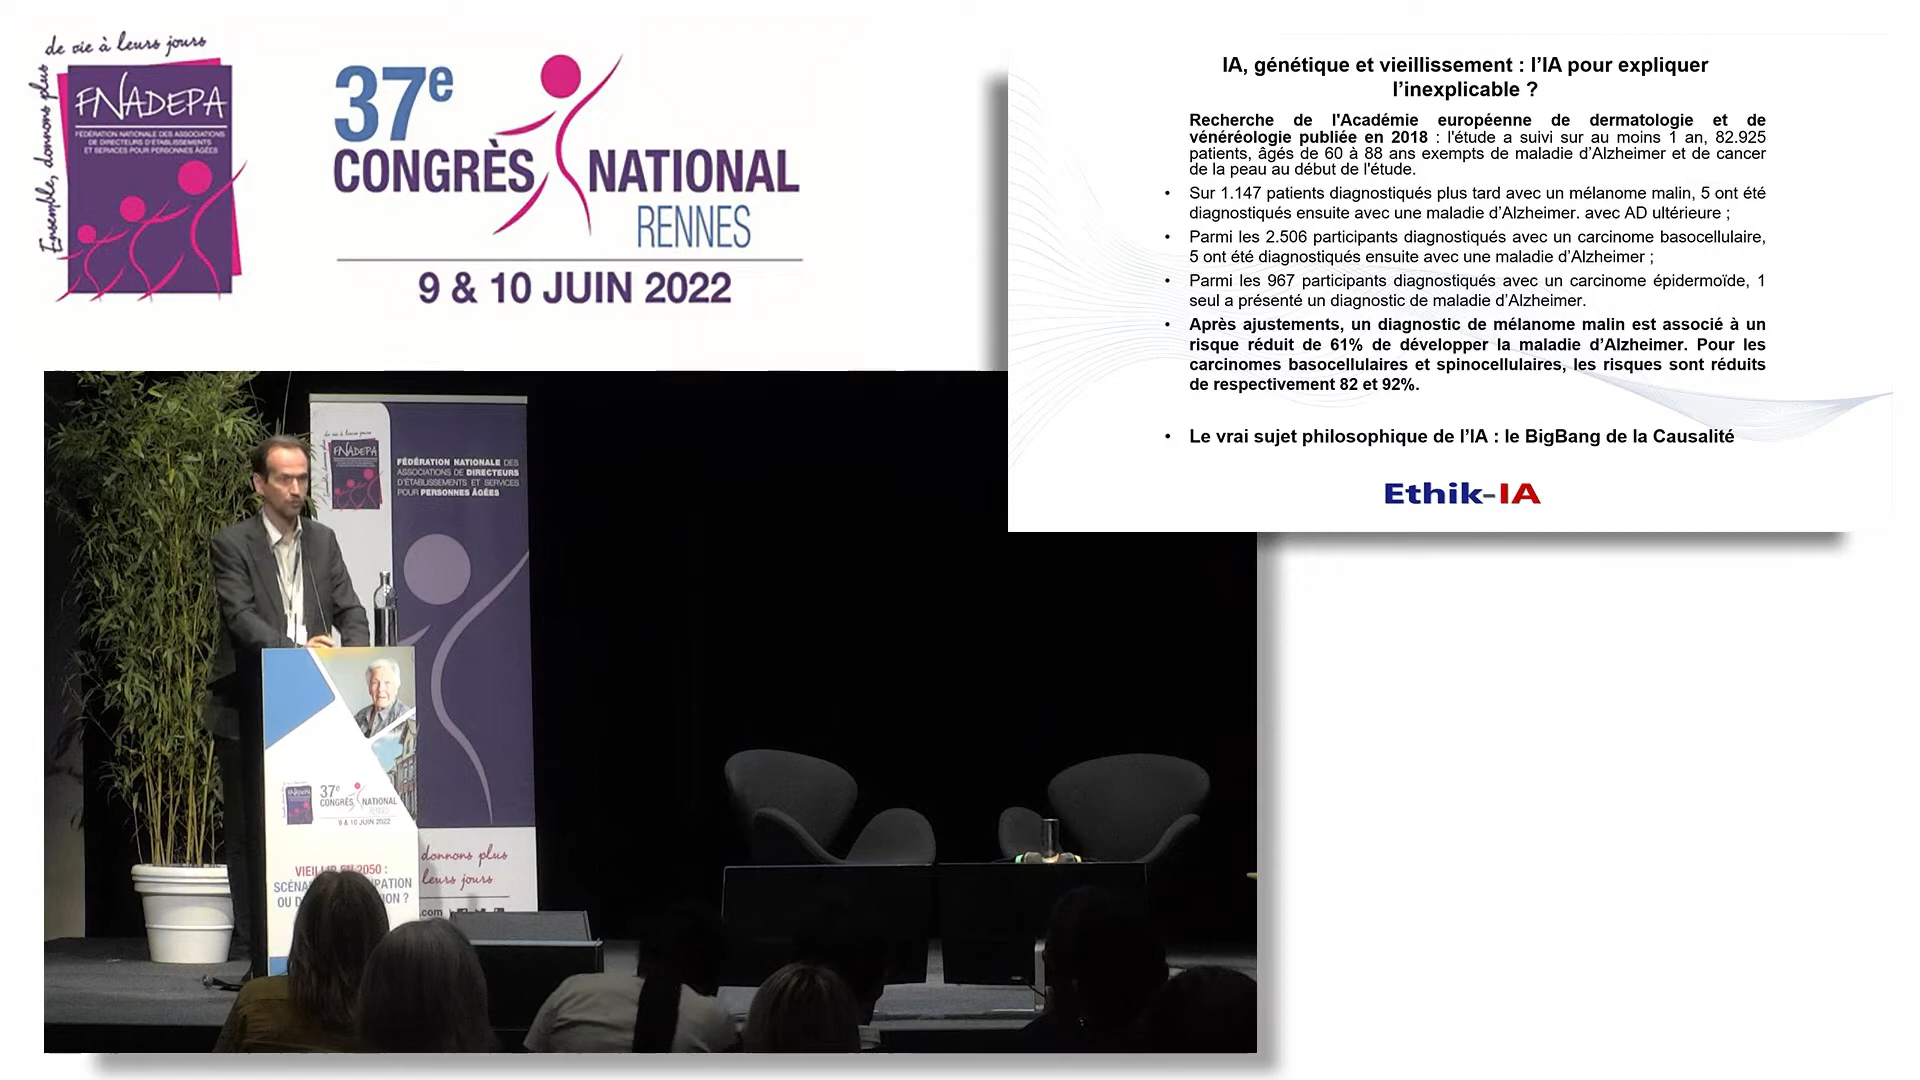 de vie à leurs jours
Ensemble, donnons plus
FNADEPA
FÉDÉRATION NATIONALE DES ASSOCIATIONS
DE DIRECTEURS D'ÉTABLISSEMENTS
ET SERVICES POUR PERSONNES ÂGÉES
37e
CONGRÈS NATIONAL
RENNES
9 & 10 JUIN 2022
IA, génétique et vieillissement : l'IA pour expliquer
l'inexplicable ?
Recherche de l'Académie européenne de dermatologie et de
vénéréologie publiée en 2018 : l'étude a suivi sur au moins 1 an, 82.925
patients, âgés de 60 à 88 ans exempts de maladie d'Alzheimer et de cancer
de la peau au début de l'étude.
• Sur 1.147 patients diagnostiqués plus tard avec un mélanome malin, 5 ont été
diagnostiqués ensuite avec une maladie d'Alzheimer. avec AD ultérieure ;
• Parmi les 2.506 participants diagnostiqués avec un carcinome basocellulaire,
5 ont été diagnostiqués ensuite avec une maladie d'Alzheimer ;
• Parmi les 967 participants diagnostiqués avec un carcinome épidermoïde, 1
seul a présenté un diagnostic de maladie d'Alzheimer.
• Après ajustements, un diagnostic de mélanome malin est associé à un
risque réduit de 61% de développer la maladie d'Alzheimer. Pour les
carcinomes basocellulaires et spinocellulaires, les risques sont réduits
de respectivement 82 et 92%.
• Le vrai sujet philosophique de l'IA : le BigBang de la Causalité
Ethik-IA
de vie à leurs jours
FNADEPA
FÉDÉRATION NATIONALE DES
ASSOCIATIONS DE DIRECTEURS
D'ÉTABLISSEMENTS ET SERVICES
POUR PERSONNES ÂGÉES
37e
CONGRÈS NATIONAL
RENNES
9 & 10 JUIN 2022
donnons plus
leurs jours
.com
2050 :
OU